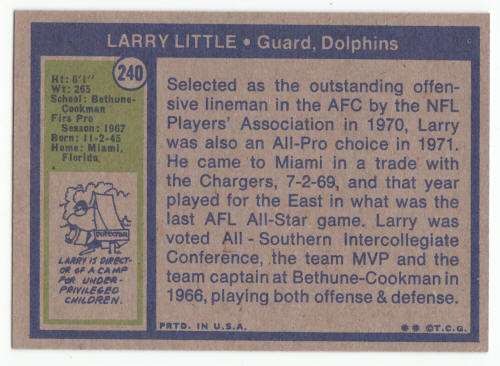 LARRY LITTLE • Guard, Dolphins
240
Ht: 6'1"
Wt: 265
School: Bethune-
Cookman
Firs Pro
Season: 1967
Born: 11-2-45
Home: Miami,
Florida
Selected as the outstanding offen-
sive lineman in the AFC by the NFL
Players' Association in 1970, Larry
was also an All-Pro choice in 1971.
He came to Miami in a trade with
the Chargers, 7-2-69, and that year
played for the East in what was the
last AFL All-Star game. Larry was
voted All - Southern Intercollegiate
Conference, the team MVP and the
team captain at Bethune-Cookman in
1966, playing both offense & defense.
DIRECTOR
LARRY IS DIRECT-
OR OF A CAMP
FOR UNDER-
PRIVILEGED
CHILDREN.
PRTD. IN U.S.A.
** © T.C.G.